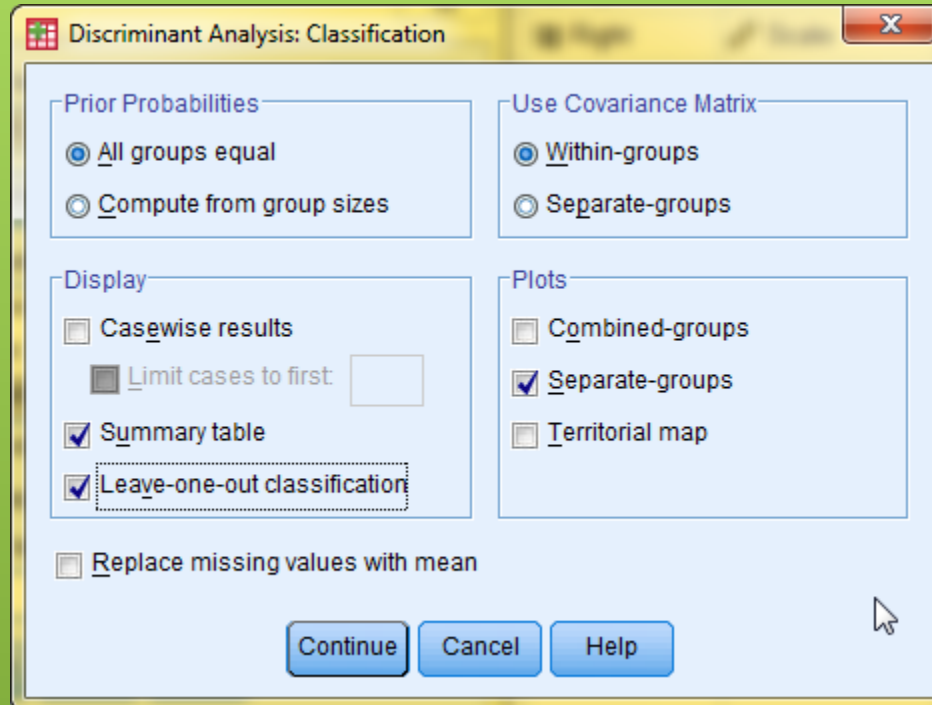 Discriminant Analysis: Classification
Prior Probabilities
All groups equal
Compute from group sizes
Use Covariance Matrix
Within-groups
Separate-groups
Display
Casewise results
Limit cases to first:
Summary table
Leave-one-out classification
Plots
Combined-groups
Separate-groups
Territorial map
Replace missing values with mean
Continue
Cancel
Help